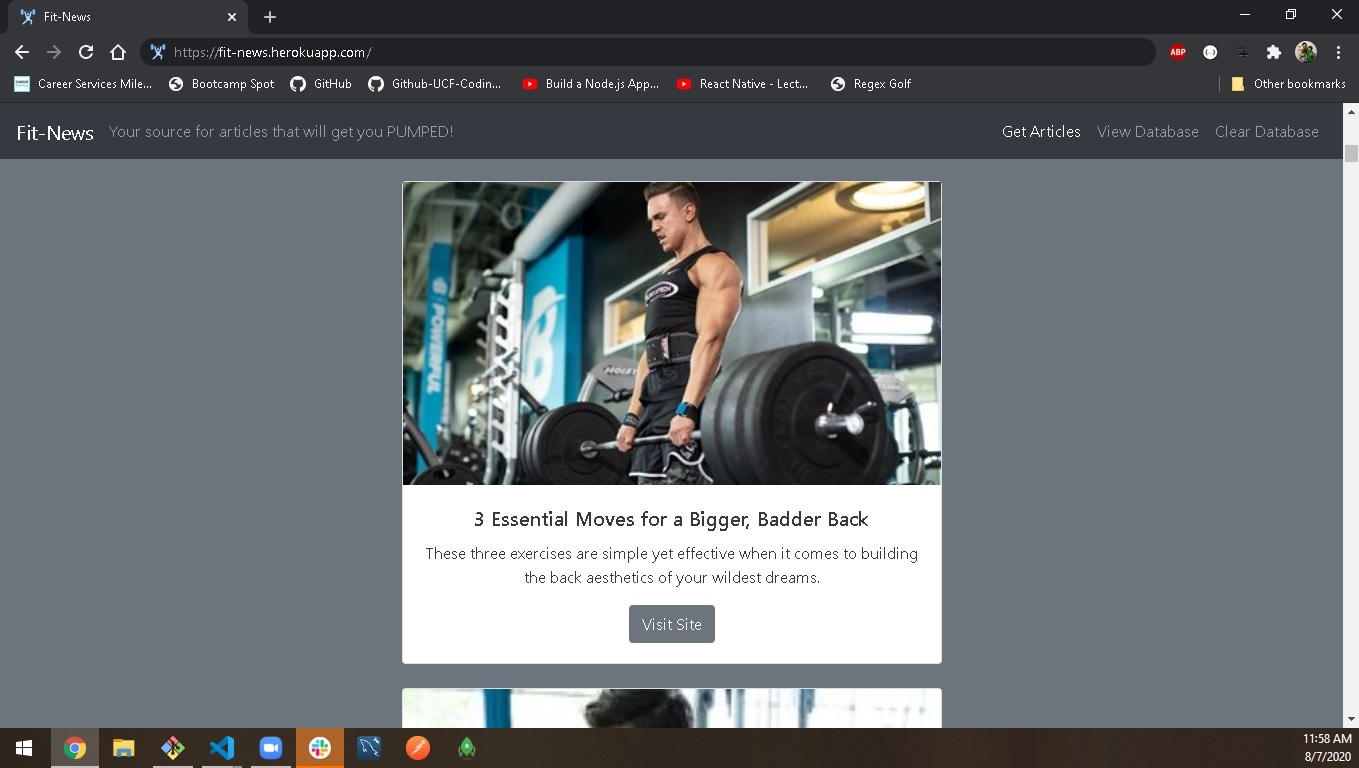 Fit-News
https://fit-news.herokuapp.com/
ABP
Career Services Mile...
Bootcamp Spot
GitHub
Github-UCF-Codin...
Build a Node.js App...
React Native - Lect...
Regex Golf
Other bookmarks
Fit-News
Your source for articles that will get you PUMPED!
Get Articles
View Database
Clear Database
POWERFUL
3 Essential Moves for a Bigger, Badder Back
These three exercises are simple yet effective when it comes to building
the back aesthetics of your wildest dreams.
Visit Site
11:58 AM
8/7/2020